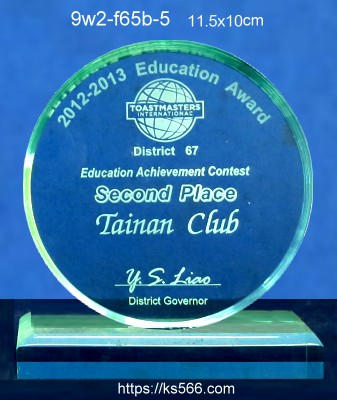 9w2-f65b-5 11.5x10cm
2012-2013 Education Award
TOASTMASTERS
INTERNATIONAL
District 67
Education Achievement Contest
Second Place
Tainan Club
Y. S. Liao
District Governor
https://ks566.com